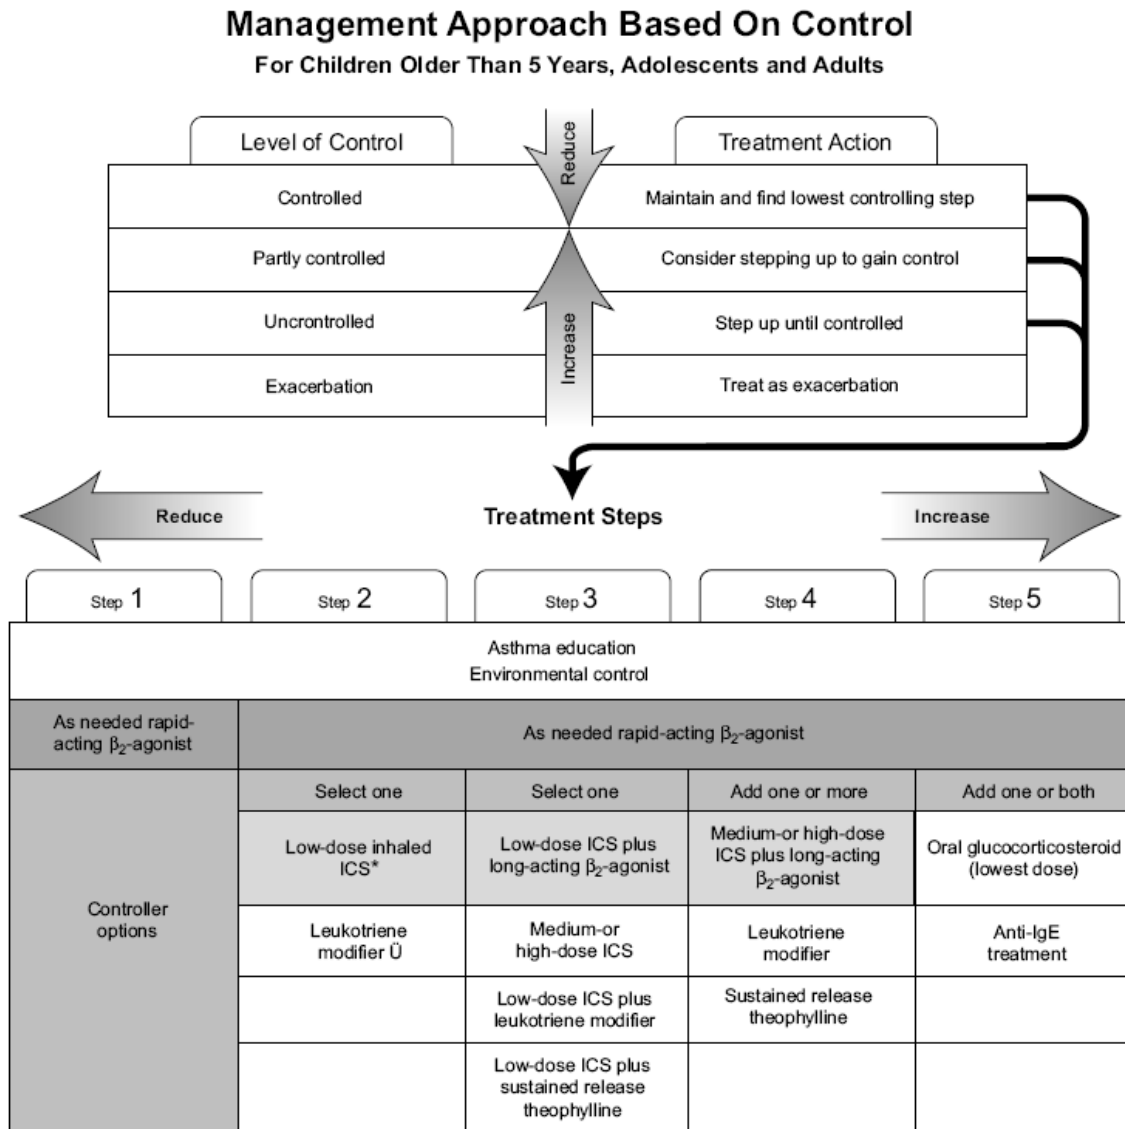 Management Approach Based On Control
For Children Older Than 5 Years, Adolescents and Adults
Level of Control
Reduce
Treatment Action
Controlled
Maintain and find lowest controlling step
Partly controlled
Consider stepping up to gain control
Uncrontrolled
Increase
Step up until controlled
Exacerbation
Treat as exacerbation
Reduce
Treatment Steps
Increase
Step 1
Step 2
Step 3
Step 4
Step 5
Asthma education
Environmental control
As needed rapid-
acting β₂-agonist
As needed rapid-acting β₂-agonist
Controller
options
Select one
Select one
Add one or more
Add one or both
Low-dose inhaled
ICS*
Low-dose ICS plus
long-acting β₂-agonist
Medium-or high-dose
ICS plus long-acting
β₂-agonist
Oral glucocorticosteroid
(lowest dose)
Leukotriene
modifier Ü
Medium-or
high-dose ICS
Leukotriene
modifier
Anti-IgE
treatment
Low-dose ICS plus
leukotriene modifier
Sustained release
theophylline
Low-dose ICS plus
sustained release
theophylline